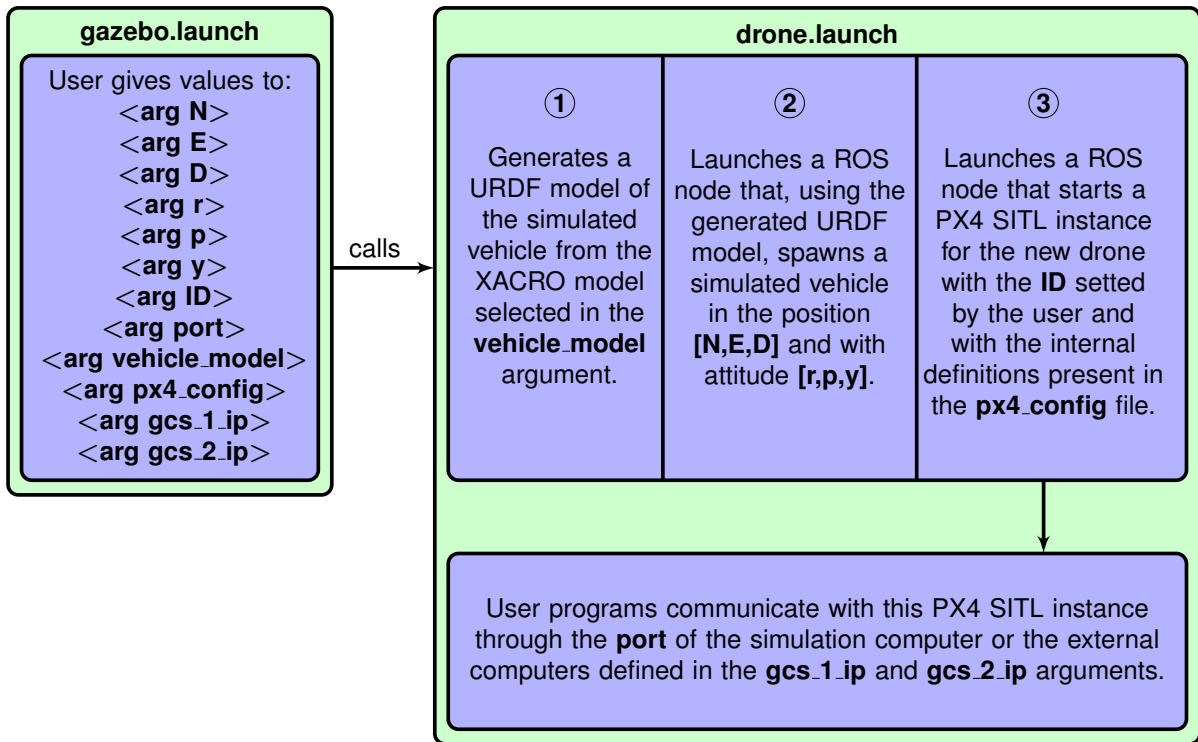 gazebo.launch
User gives values to:
<arg N>
<arg E>
<arg D>
<arg r>
<arg p>
<arg y>
<arg ID>
<arg port>
<arg vehicle_model>
<arg px4_config>
<arg gcs_1_ip>
<arg gcs_2_ip>
calls
drone.launch
1
Generates a
URDF model of
the simulated
vehicle from the
XACRO model
selected in the
vehicle_model
argument.
2
Launches a ROS
node that, using the
generated URDF
model, spawns a
simulated vehicle
in the position
[N,E,D] and with
attitude [r,p,y].
3
Launches a ROS
node that starts a
PX4 SITL instance
for the new drone
with the ID setted
by the user and
with the internal
definitions present in
the px4_config file.
User programs communicate with this PX4 SITL instance
through the port of the simulation computer or the external
computers defined in the gcs_1_ip and gcs_2_ip arguments.